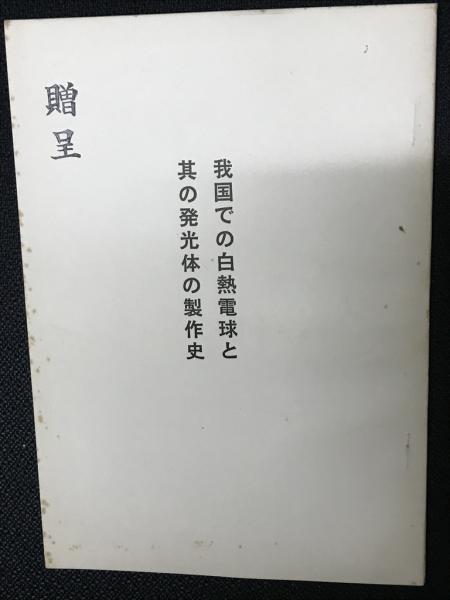 我国での白熱電球と
其の発光体の製作史
贈呈